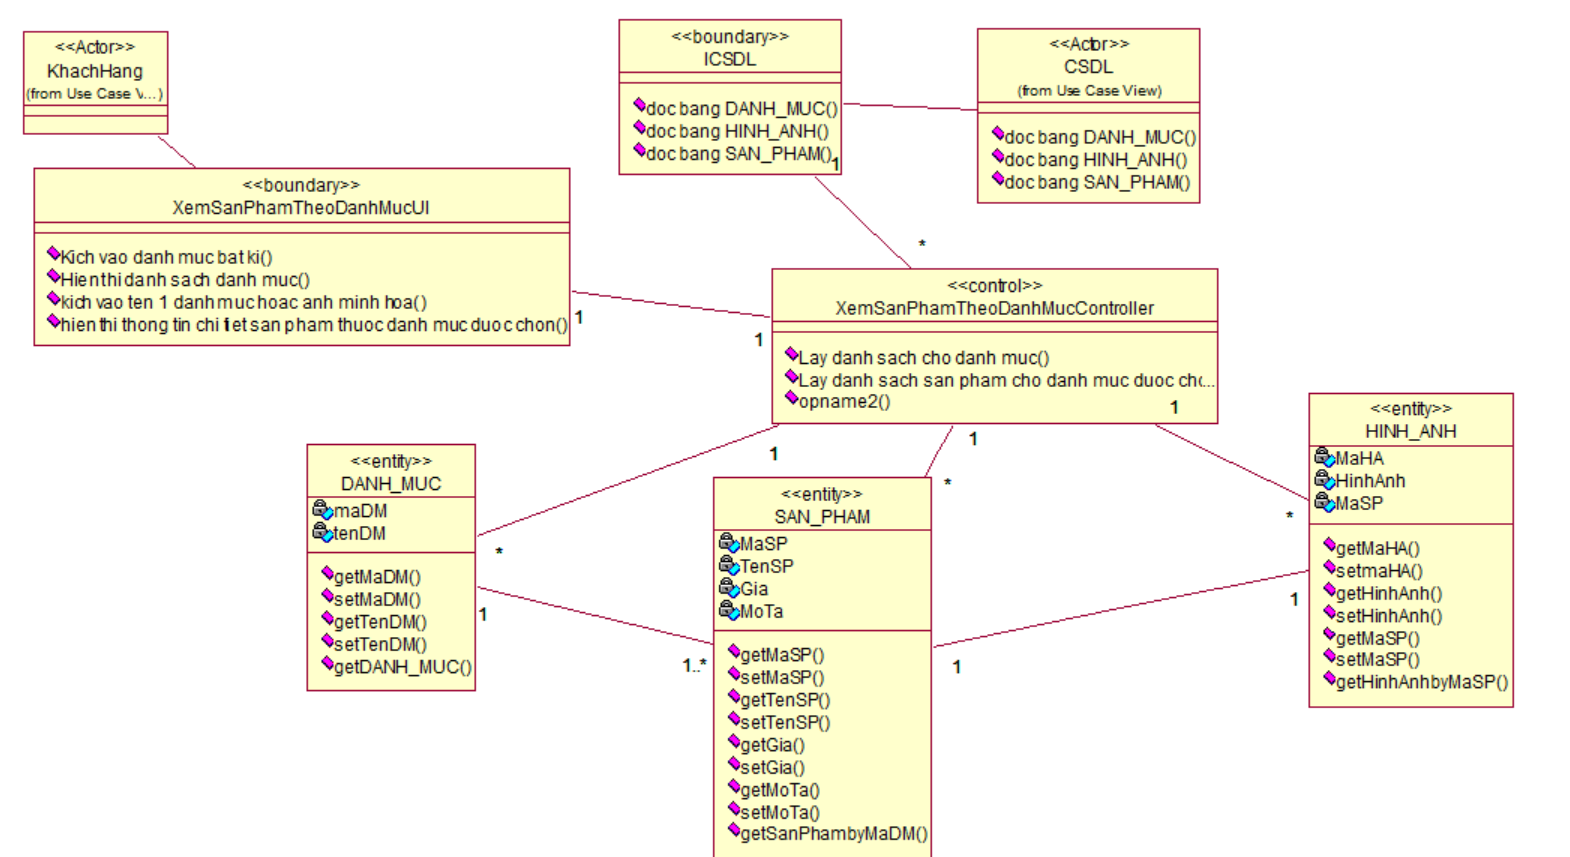 <<Actor>>
KhachHang
(from Use Case V...)
<<boundary>>
XemSanPhamTheoDanhMucUI
Kich vao danh muc bat ki()
Hien thi danh sach danh muc()
kich vao ten 1 danh muc hoac anh minh hoa()
hien thi thong tin chi tiet san pham thuoc danh muc duoc chon()
1
<<boundary>>
ICSDL
doc bang DANH_MUC()
doc bang HINH_ANH()
doc bang SAN_PHAM()
1
<<Actor>>
CSDL
(from Use Case View)
doc bang DANH_MUC()
doc bang HINH_ANH()
doc bang SAN_PHAM()
*
<<control>>
XemSanPhamTheoDanhMucController
1
Lay danh sach cho danh muc()
Lay danh sach san pham cho danh muc duoc chc...
opname2()
1
1
1
<<entity>>
DANH_MUC
maDM
tenDM
getMaDM()
setMaDM()
getTenDM()
setTenDM()
getDANH_MUC()
*
1
1..*
<<entity>>
SAN_PHAM
MaSP
TenSP
Gia
MoTa
getMaSP()
setMaSP()
getTenSP()
setTenSP()
getGia()
setGia()
getMoTa()
setMoTa()
getSanPhambyMaDM()
*
1
<<entity>>
HINH_ANH
MaHA
HinhAnh
MaSP
getMaHA()
setmaHA()
getHinhAnh()
setHinhAnh()
getMaSP()
setMaSP()
getHinhAnhbyMaSP()
*
1